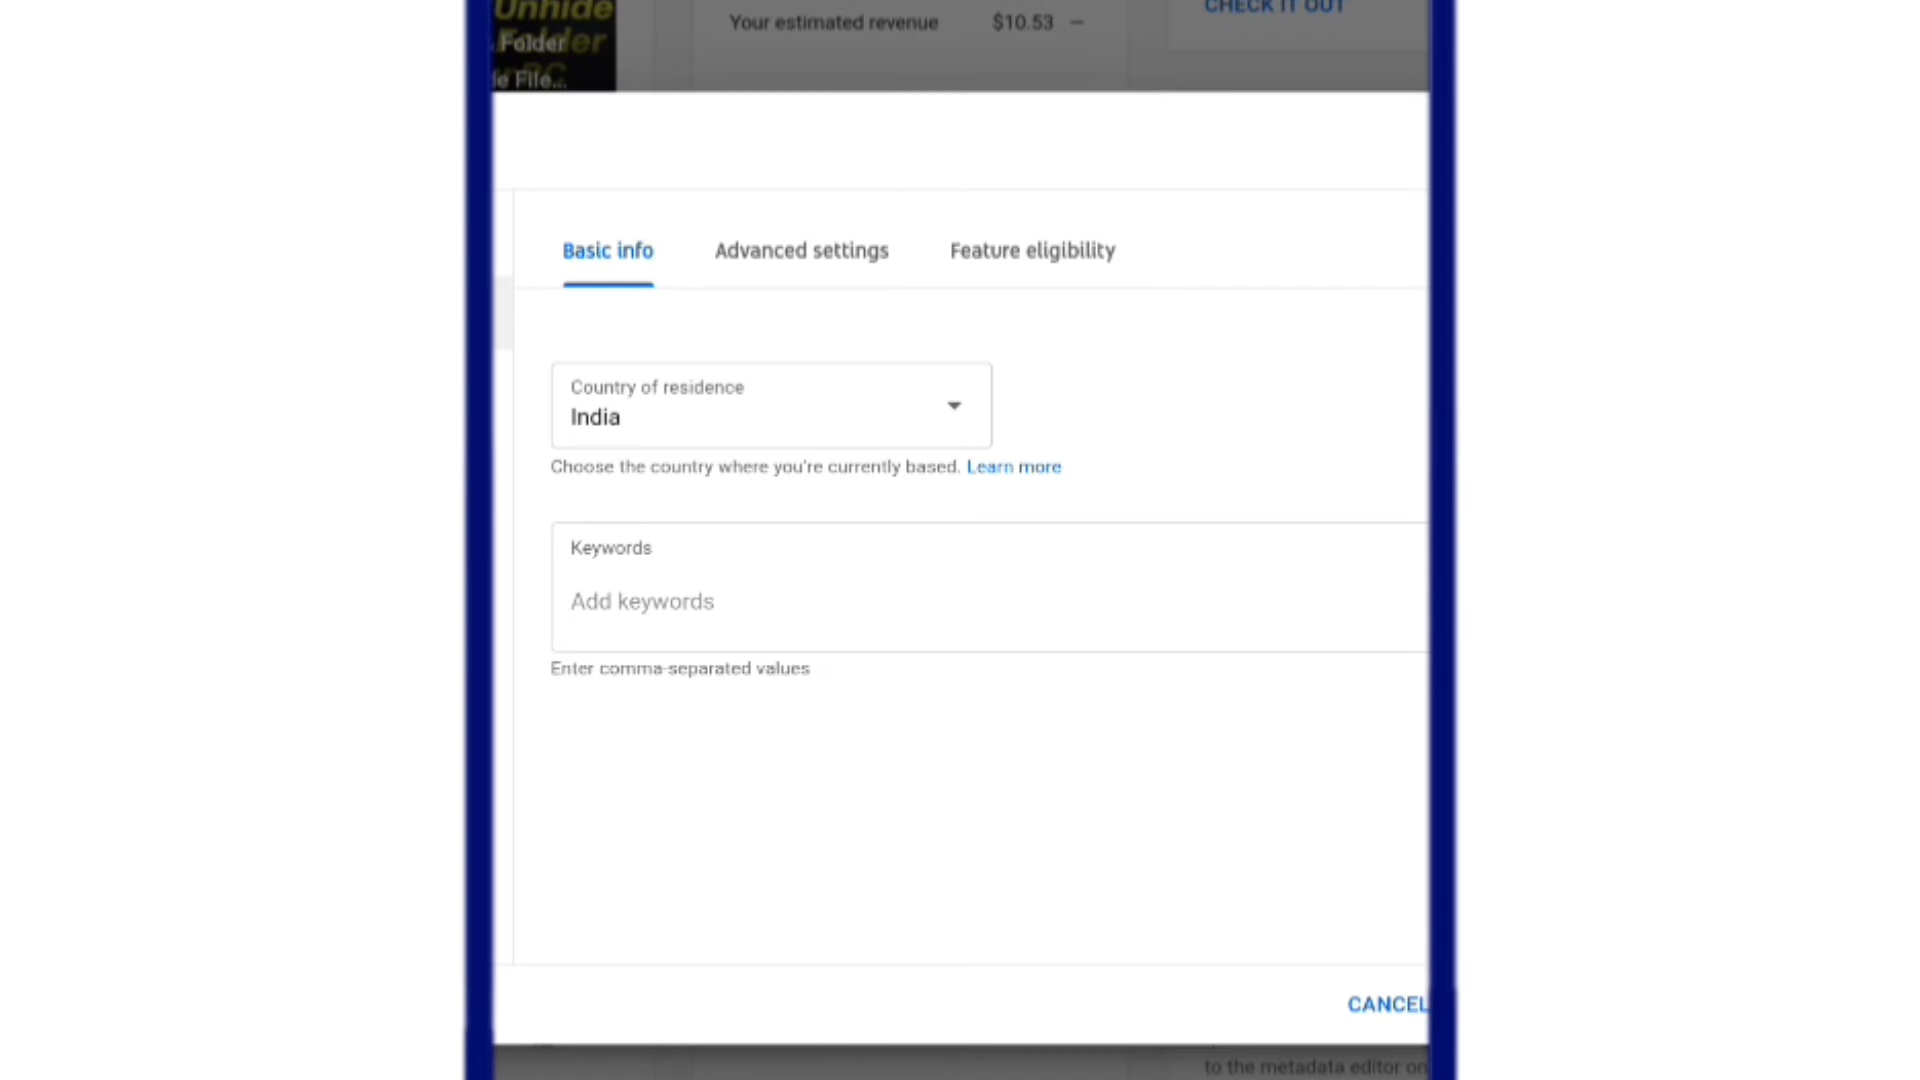 Unhide
Folder
Folder
Your estimated revenue $10.53 –
CHECK IT OUT
File...
Basic info Advanced settings Feature eligibility
Country of residence
India
Choose the country where you're currently based. Learn more
Keywords
Add keywords
Enter comma-separated values
CANCEL
to the metadata editor on